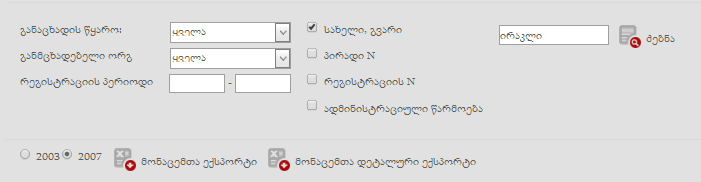 განაცხადის წყარო: ყველა სახელი, გვარი ირაკლი ძებნა
განმცხადებელი ორგ ყველა პირადი N
რეგისტრაციის პერიოდი - რეგისტრაციის N
ადმინისტრაციული წარმოება
2003 2007 მონაცემთა ექსპორტი მონაცემთა დეტალური ექსპორტი